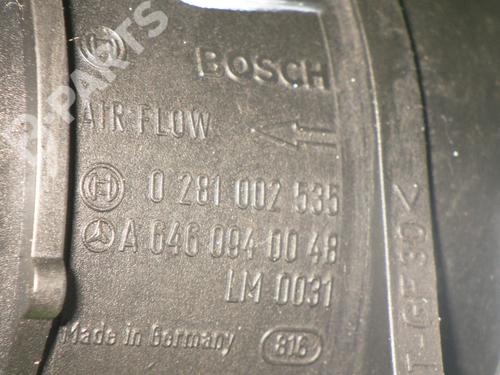 BOSCH
AIR FLOW
0 281 002 535
A 646 094 00 48
LM 0031
Made in Germany 816
B-PARTS